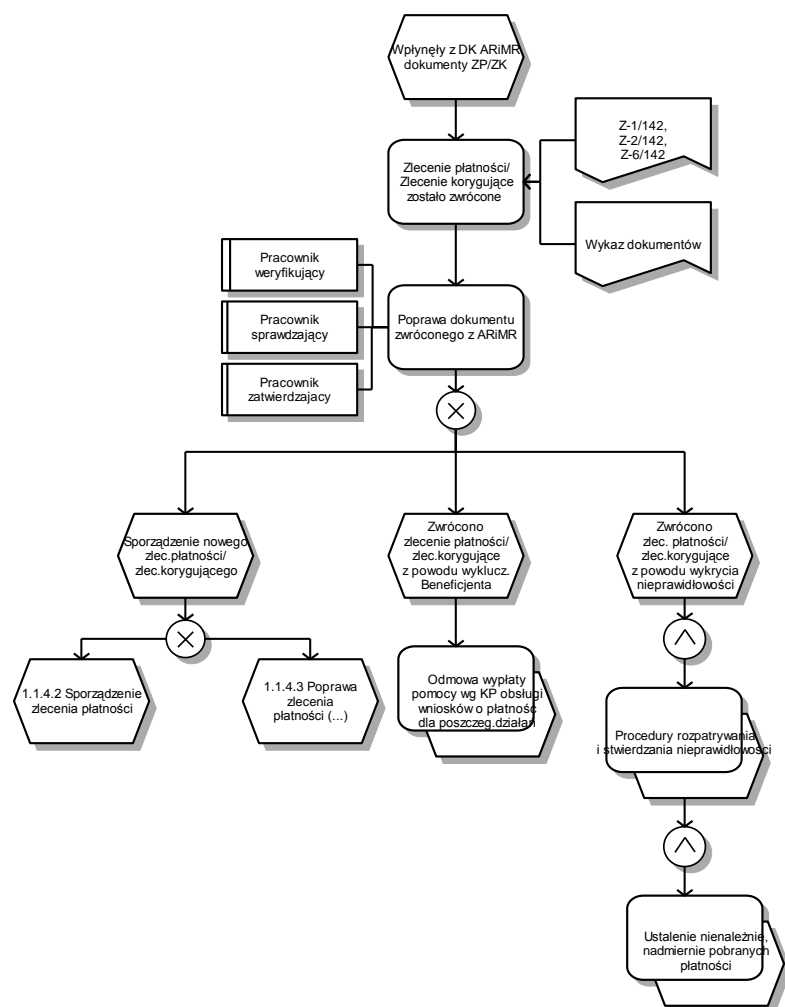 Wpłynęły z DK ARiMR
dokumenty ZP/ZK
Z-1/142,
Z-2/142,
Z-6/142
Zlecenie płatności/
Zlecenie korygujące
zostało zwrócone
Wykaz dokumentów
Pracownik
weryfikujący
Pracownik
sprawdzający
Pracownik
zatwierdzajacy
Poprawa dokumentu
zwróconego z ARiMR
Sporządzenie nowego
zlec.płatności/
zlec.korygującego
Zwrócono
zlecenie płatności/
zlec.korygujące
z powodu wyklucz.
Beneficjenta
Zwrócono
zlec. płatności/
zlec.korygujące
z powodu wykrycia
nieprawidłowości
1.1.4.2 Sporządzenie
zlecenia płatności
1.1.4.3 Poprawa
zlecenia
płatności (...)
Odmowa wypłaty
pomocy wg KP obsługi
wniosków o płatność
dla poszczeg.działań
Procedury rozpatrywania
i stwierdzania nieprawidłowości
Ustalenie nienależnie,
nadmiernie pobranych
płatności